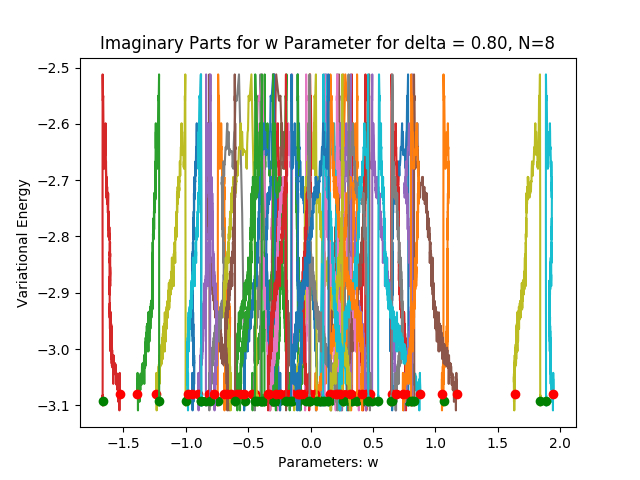 Imaginary Parts for w Parameter for delta = 0.80, N=8
−2.5
−2.6
−2.7
−2.8
−2.9
−3.0
−3.1
Variational Energy
−1.5 −1.0 −0.5 0.0 0.5 1.0 1.5 2.0
Parameters: w